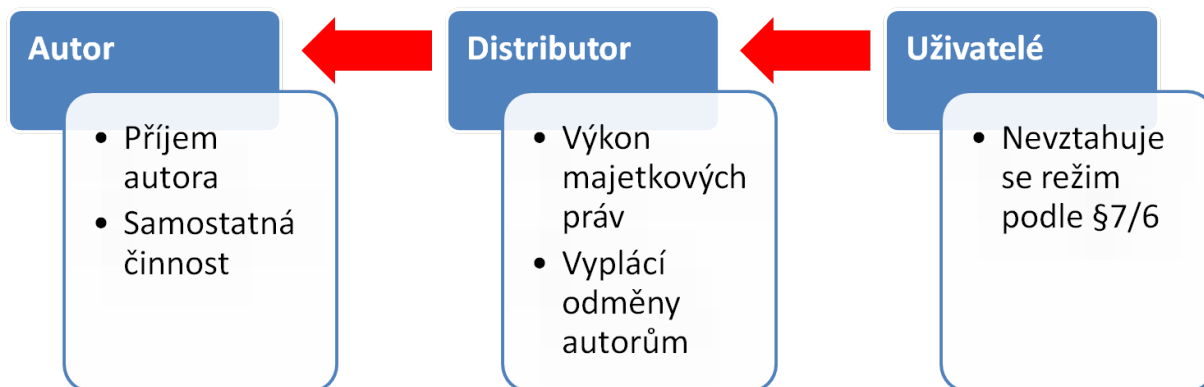 Autor
• Příjem
autora
• Samostatná
činnost
Distributor
• Výkon
majetkových
práv
• Vyplácí
odměny
autorům
Uživatelé
• Nevztahuje
se režim
podle §7/6